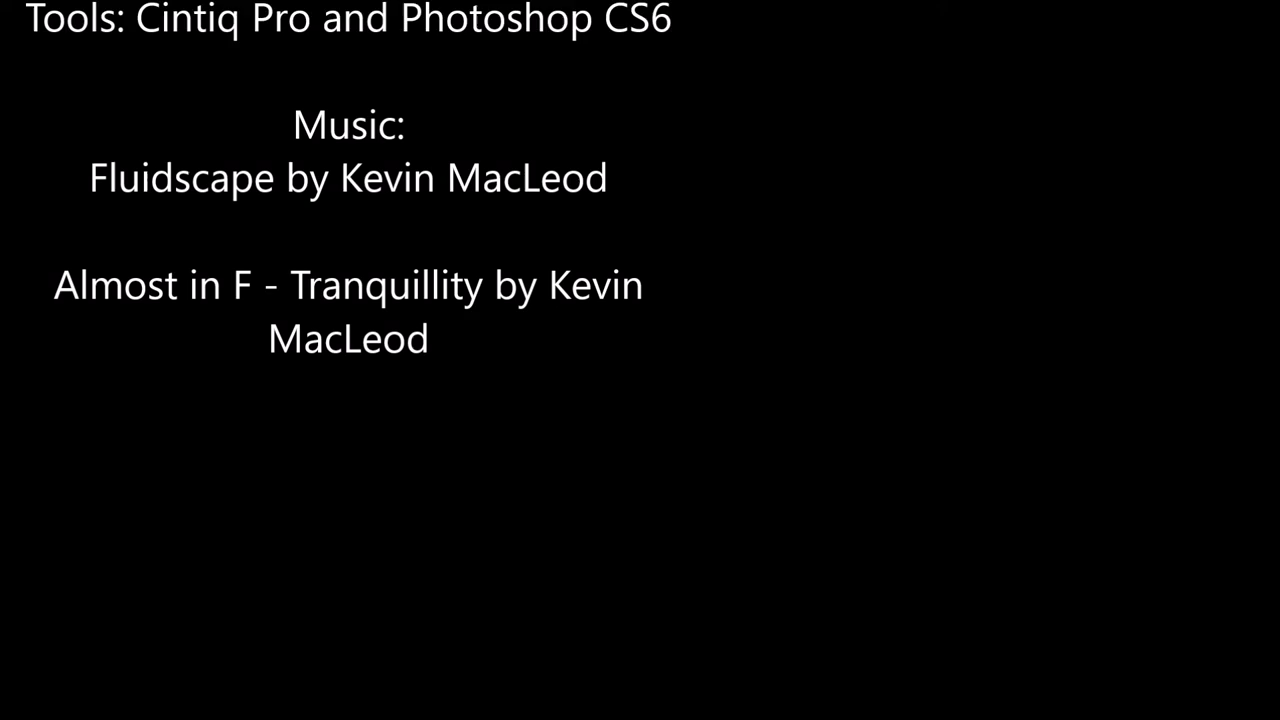 Tools: Cintiq Pro and Photoshop CS6
Music:
Fluidscape by Kevin MacLeod
Almost in F - Tranquillity by Kevin
MacLeod